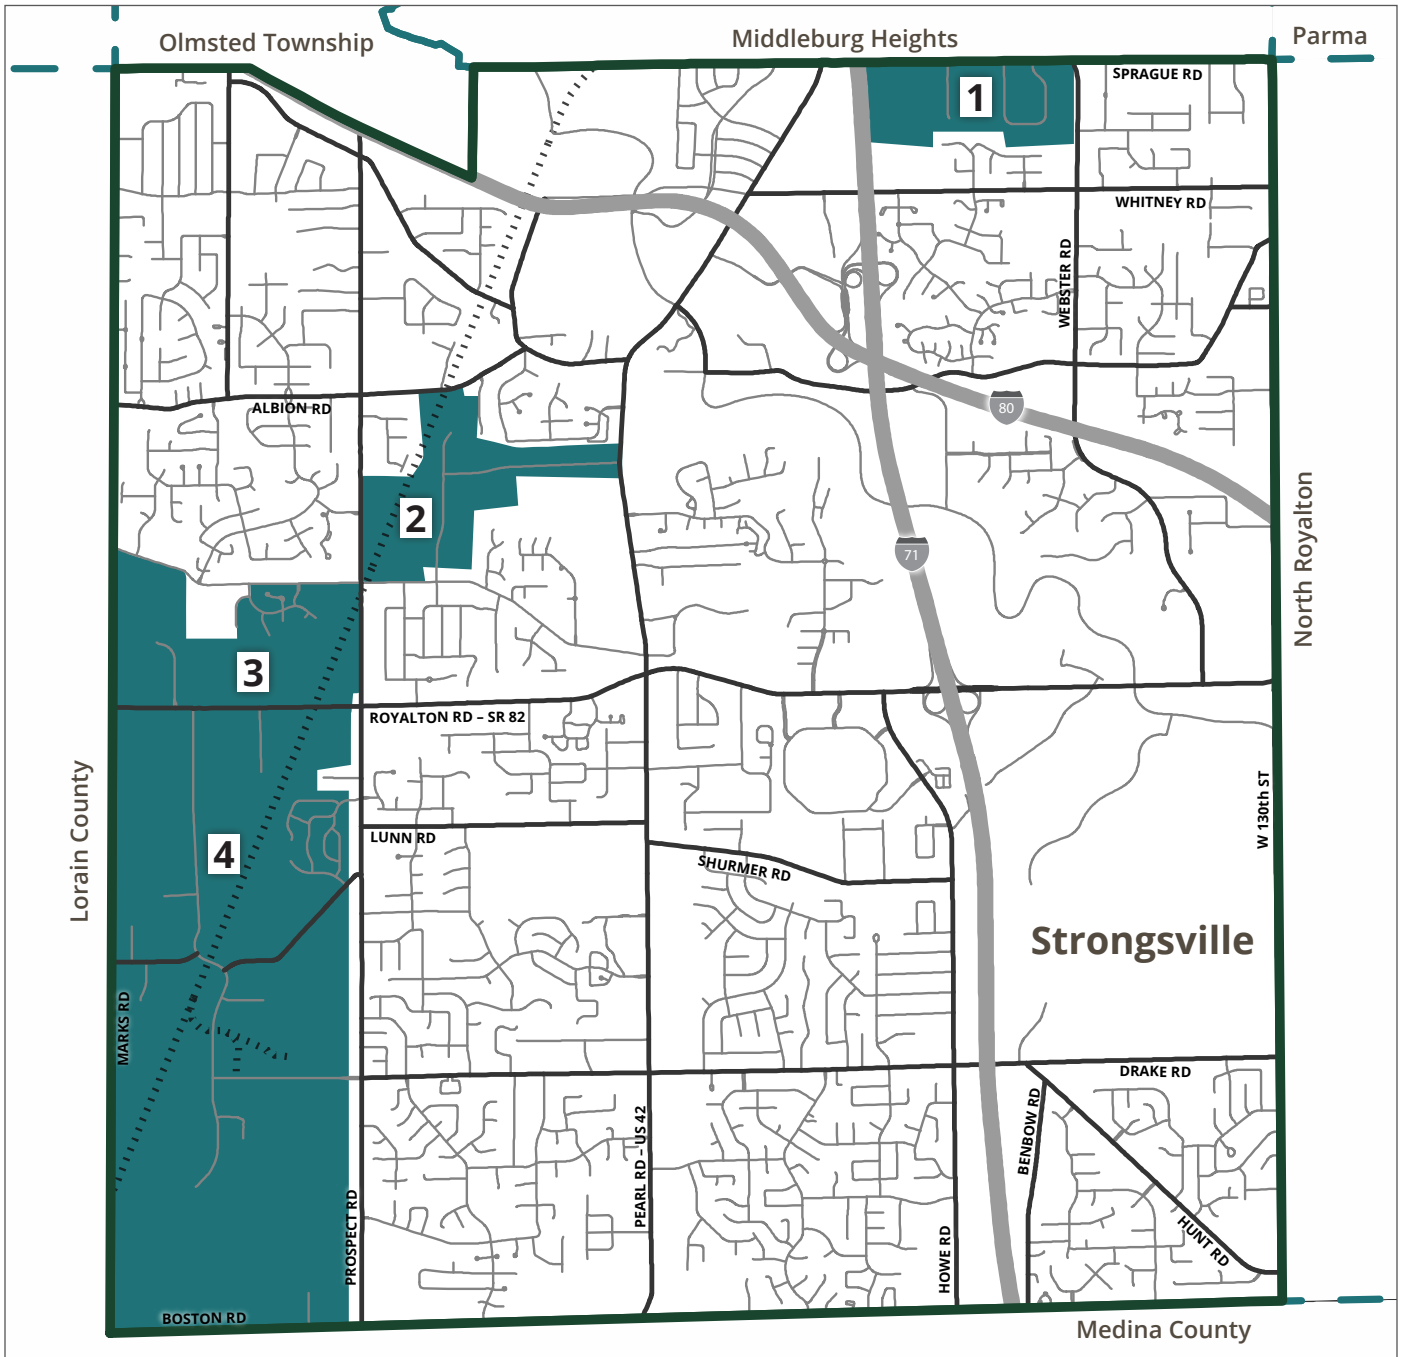 Olmsted Township
Middleburg Heights
Parma
SPRAGUE RD
1
WHITNEY RD
WEBSTER RD
80
ALBION RD
2
71
North Royalton
3
ROYALTON RD – SR 82
Lorain County
W 130th ST
LUNN RD
4
SHURMER RD
Strongsville
MARKS RD
DRAKE RD
BENBOW RD
PEARL RD – US 42
PROSPECT RD
HOWE RD
HUNT RD
BOSTON RD
Medina County